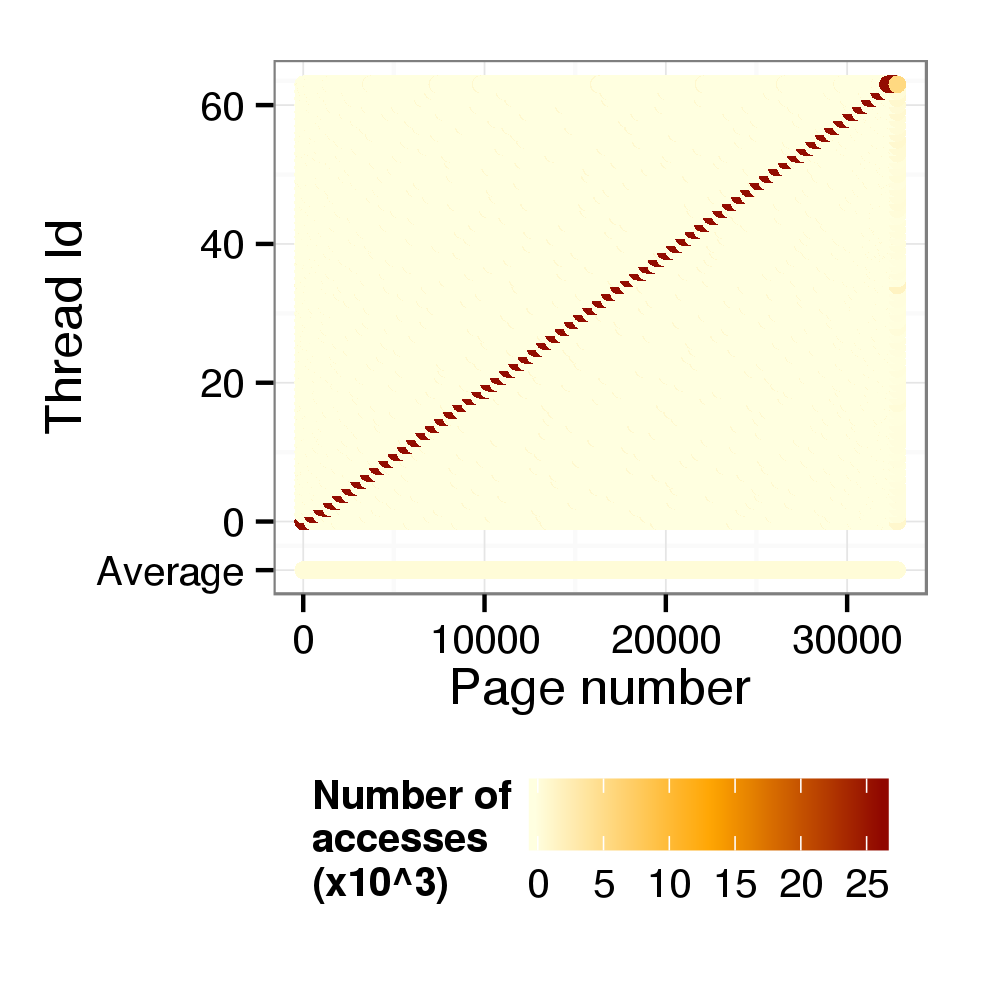 Thread Id
60
40
20
0
Average
0 10000 20000 30000
Page number
Number of
accesses
(x10^3)
0 5 10 15 20 25